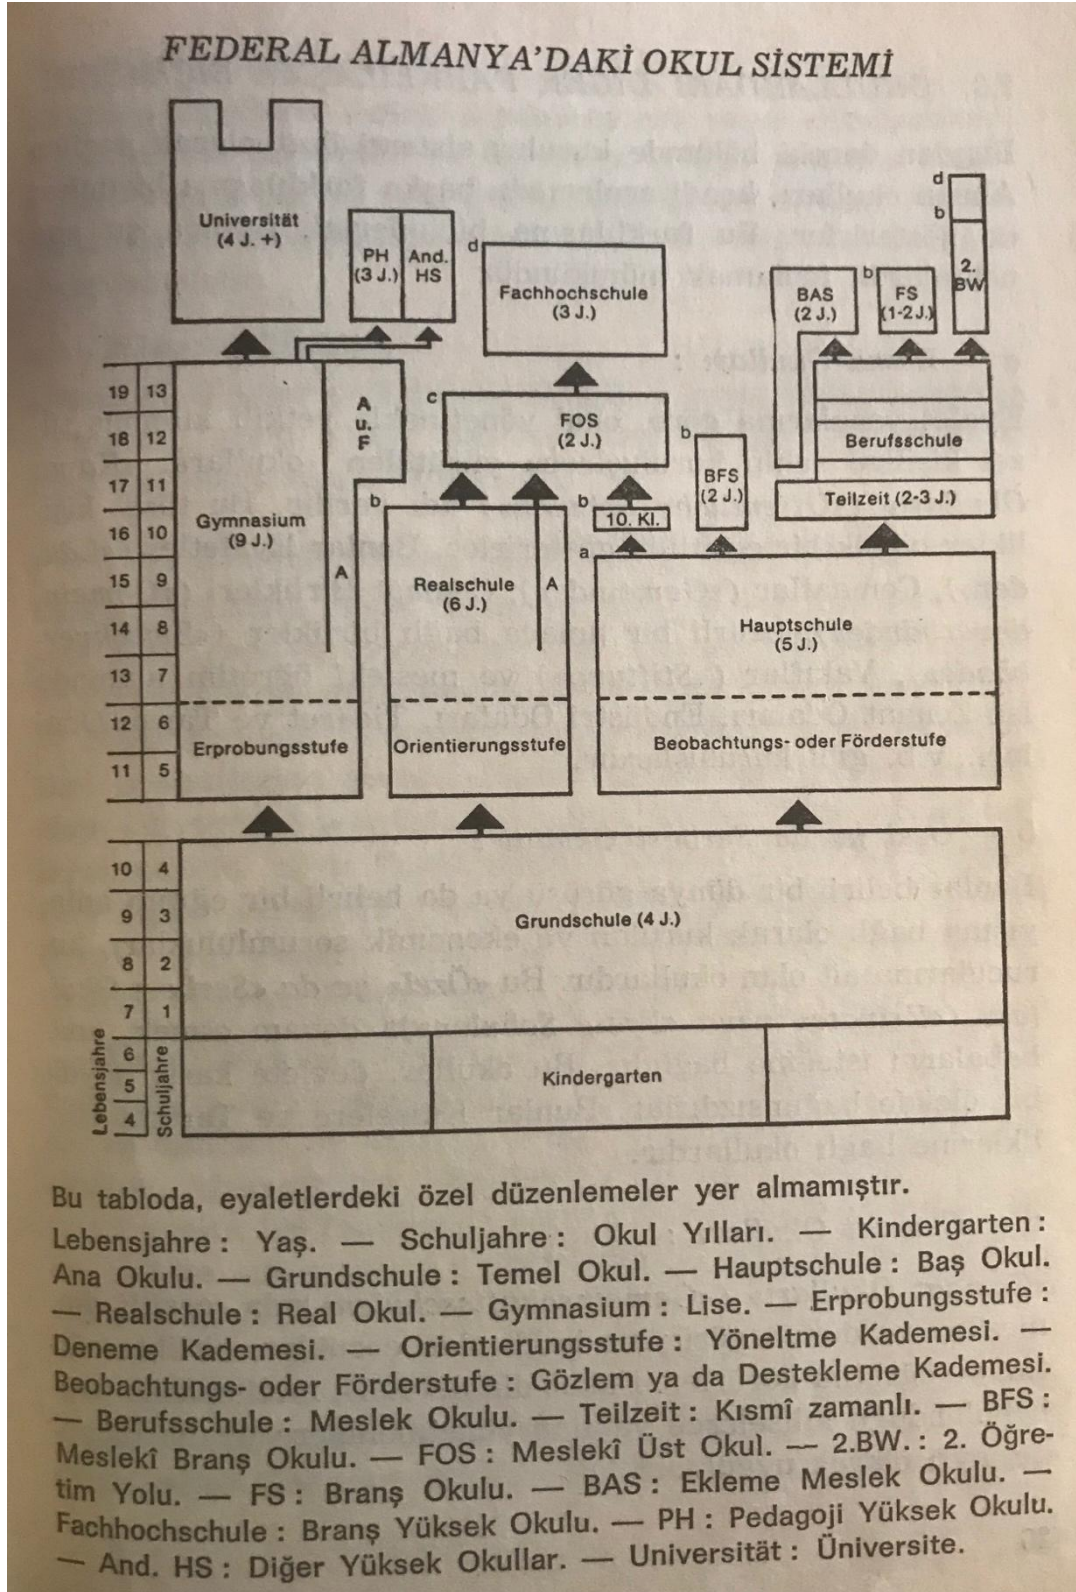 FEDERAL ALMANYA'DAKİ OKUL SİSTEMİ
Universität
(4 J. +)
PH
(3 J.)
And.
HS
d
Fachhochschule
(3 J.)
d
b
2.
BW
BAS
(2 J.)
b
FS
(1-2 J.)
19 13
18 12
17 11
16 10
15 9
14 8
13 7
12 6
11 5
A
u.
F
Gymnasium
(9 J.)
A
Erprobungsstufe
c
FOS
(2 J.)
b
Realschule
(6 J.)
A
Orientierungsstufe
b
10. Kl.
b
BFS
(2 J.)
Berufsschule
Teilzeit (2-3 J.)
a
Hauptschule
(5 J.)
Beobachtungs- oder Förderstufe
10 4
9 3
8 2
7 1
Grundschule (4 J.)
6
5
4
Lebensjahre
Schuljahre
Kindergarten
Bu tabloda, eyaletlerdeki özel düzenlemeler yer almamıştır.
Lebensjahre : Yaş. — Schuljahre : Okul Yılları. — Kindergarten :
Ana Okulu. — Grundschule : Temel Okul. — Hauptschule : Baş Okul.
— Realschule : Real Okul. — Gymnasium : Lise. — Erprobungsstufe :
Deneme Kademesi. — Orientierungsstufe : Yöneltme Kademesi. —
Beobachtungs- oder Förderstufe : Gözlem ya da Destekleme Kademesi.
— Berufsschule : Meslek Okulu. — Teilzeit : Kısmî zamanlı. — BFS :
Meslekî Branş Okulu. — FOS : Meslekî Üst Okul. — 2.BW. : 2. Öğre-
tim Yolu. — FS : Branş Okulu. — BAS : Ekleme Meslek Okulu. —
Fachhochschule : Branş Yüksek Okulu. — PH : Pedagoji Yüksek Okulu.
— And. HS : Diğer Yüksek Okullar. — Universität : Üniversite.